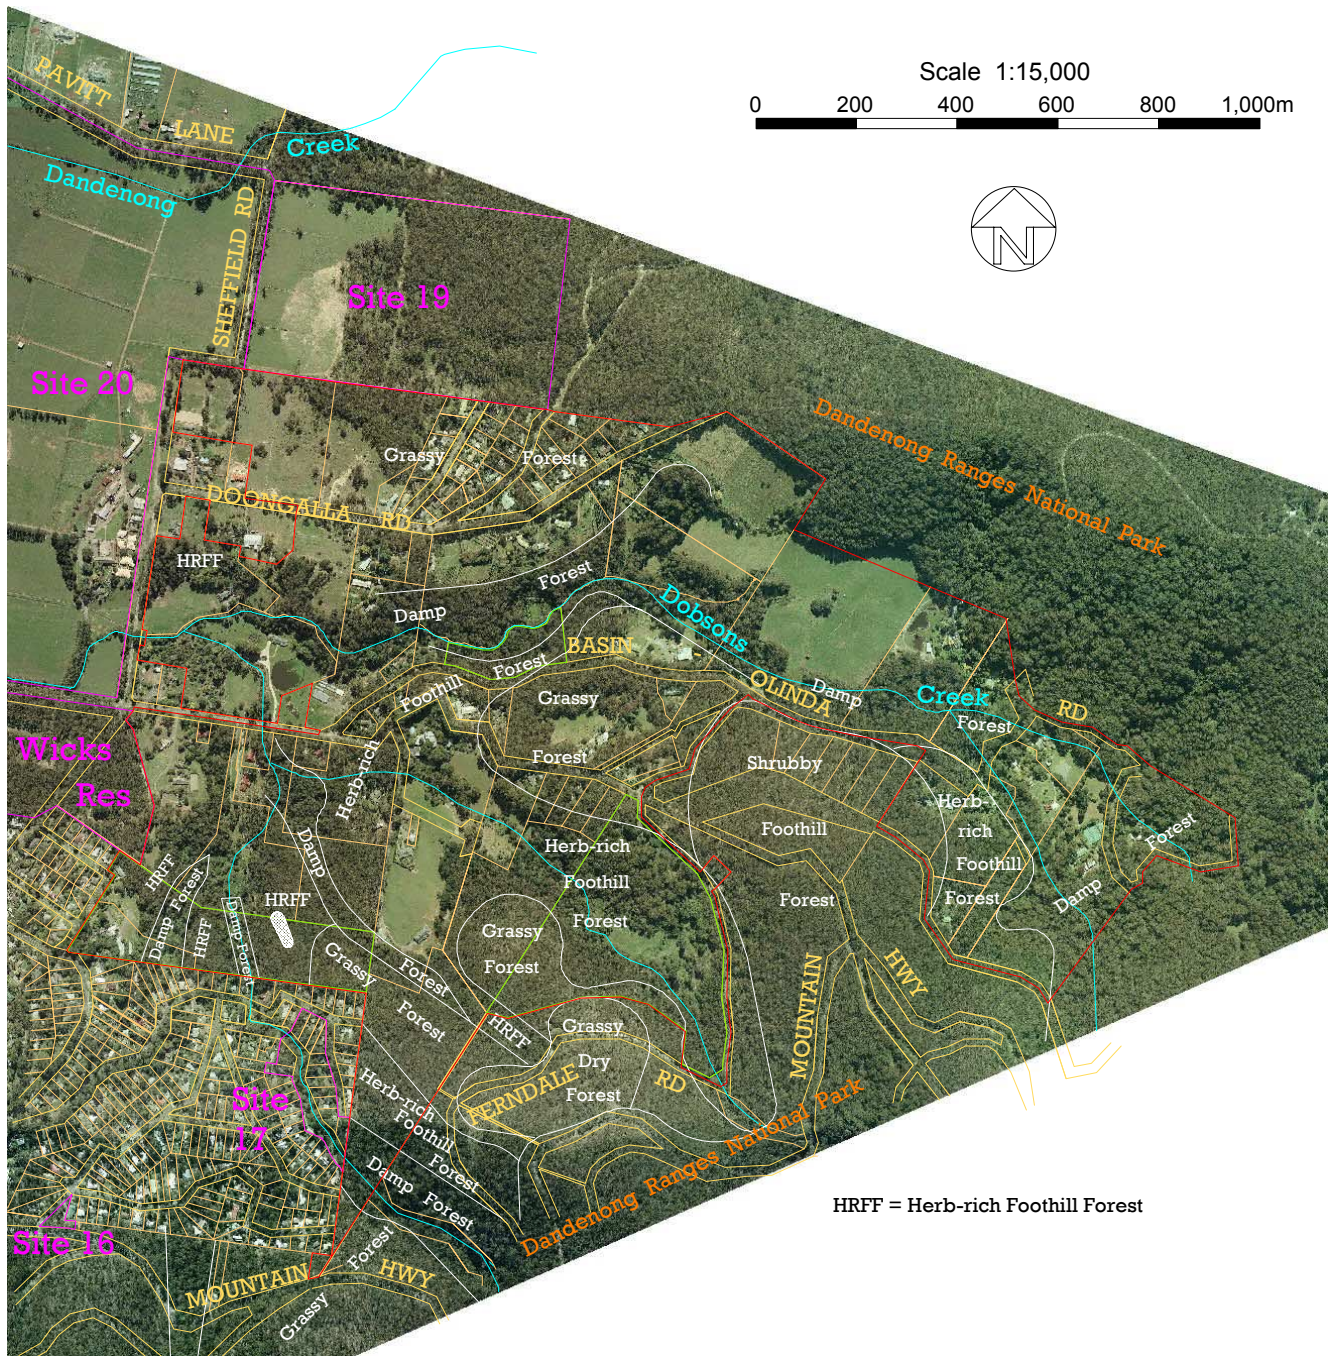 Scale 1:15,000
0 200 400 600 800 1,000m
N
PAVITT
LANE
Creek
Dandenong
SHEFFIELD RD
Site 19
Site 20
Dandenong Ranges National Park
Grassy
Forest
DOONGALLA RD
HRFF
Forest
Damp
Dobsons
BASIN
Forest
Foothill
Grassy
OLINDA
Damp
Creek
RD
Forest
Wicks
Res
Forest
Shrubby
Herb-rich
Herb-
rich
Foothill
Forest
Foothill
Forest
Damp
Forest
Damp
Herb-rich
Foothill
Forest
HRFF
Damp Forest
HRFF
Damp Forest
HRFF
Grassy
Forest
Grassy
Forest
Forest
HRFF
Grassy
Dry
Forest
FERNDALE
RD
MOUNTAIN
HWY
Site
17
Herb-rich
Foothill
Forest
Damp Forest
Dandenong Ranges National Park
HRFF = Herb-rich Foothill Forest
Site 16
MOUNTAIN
HWY
Grassy
Forest